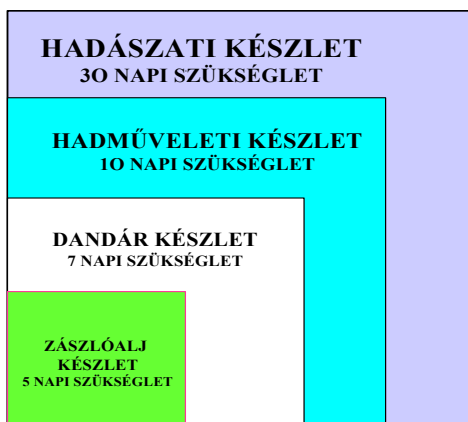 HADÁSZATI KÉSZLET
3O NAPI SZÜKSÉGLET
HADMŰVELETI KÉSZLET
1O NAPI SZÜKSÉGLET
DANDÁR KÉSZLET
7 NAPI SZÜKSÉGLET
ZÁSZLÓALJ
KÉSZLET
5 NAPI SZÜKSÉGLET